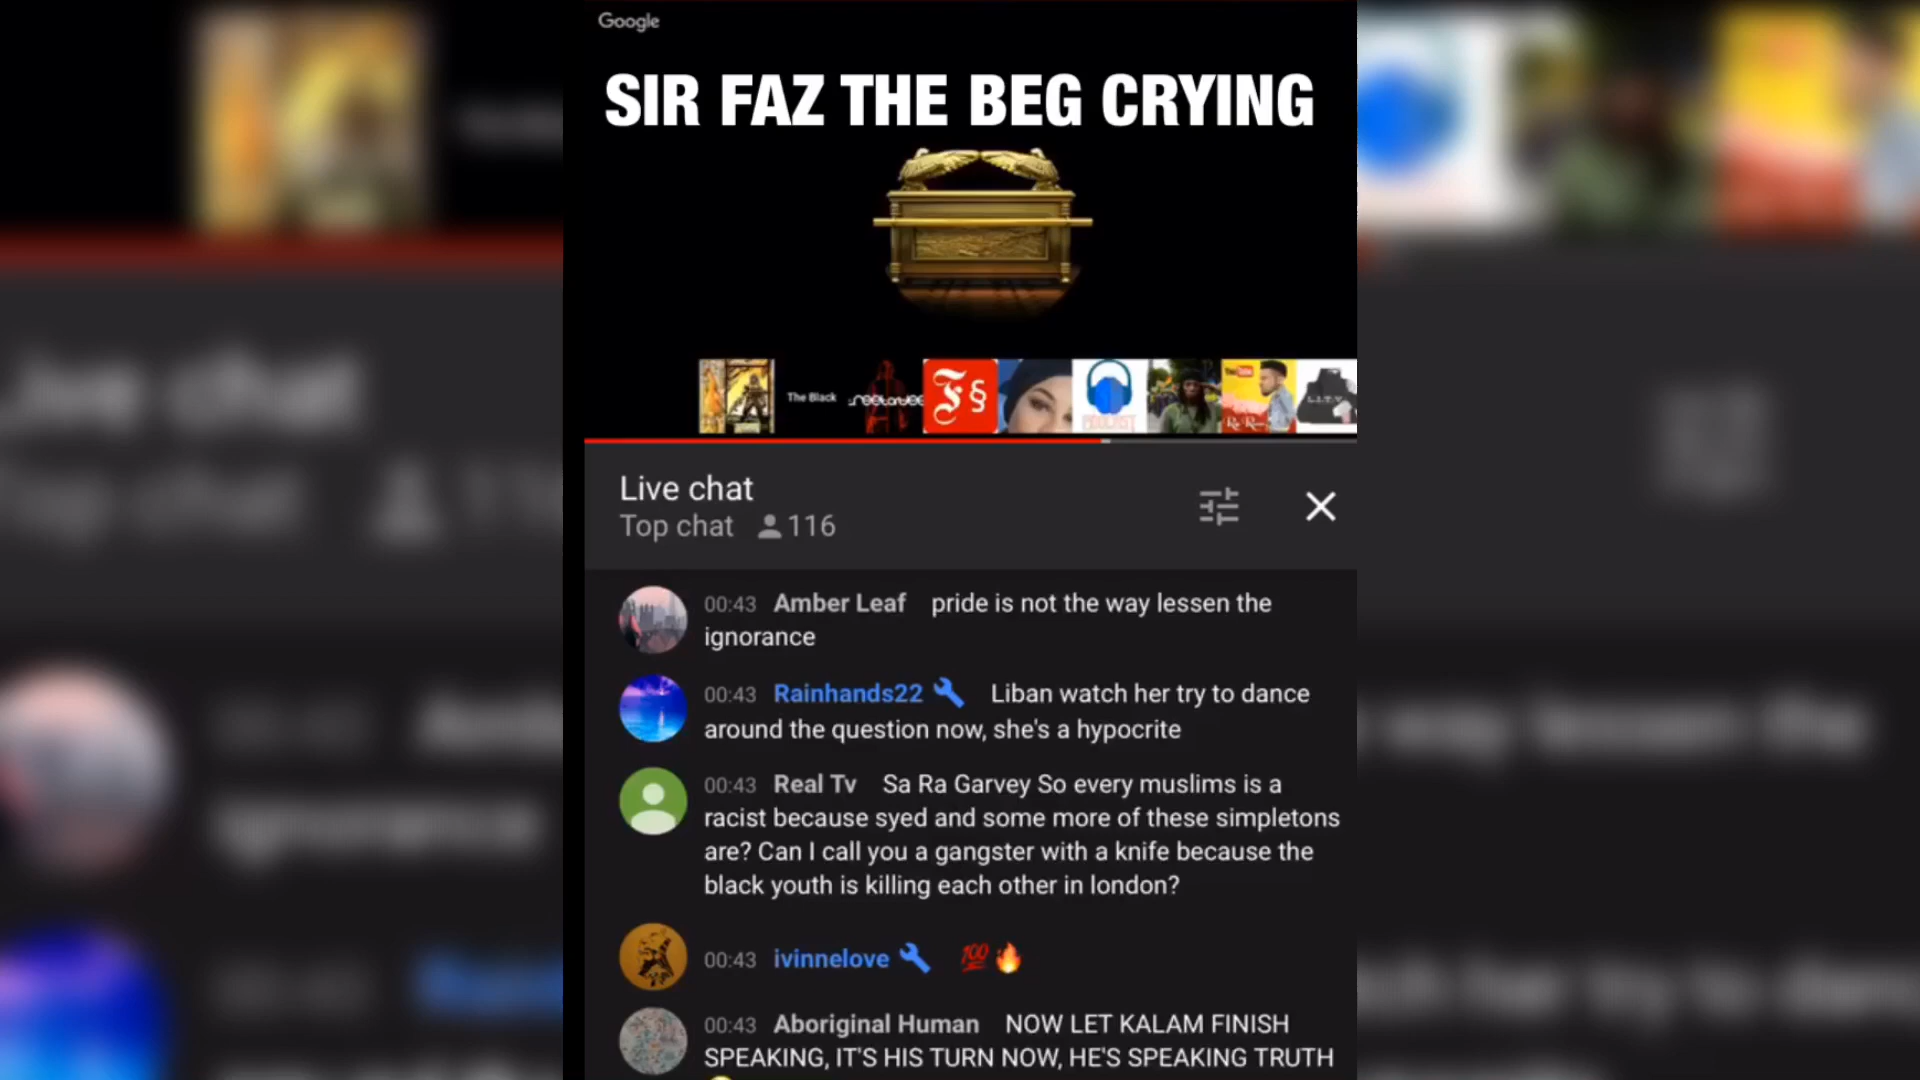 Google
SIR FAZ THE BEG CRYING
The Black
F§
PODCAST
YouTube
L.I.T.Y
Live chat
Top chat 116
00:43 Amber Leaf pride is not the way lessen the
ignorance
00:43 Rainhands22 Liban watch her try to dance
around the question now, she's a hypocrite
00:43 Real Tv Sa Ra Garvey So every muslims is a
racist because syed and some more of these simpletons
are? Can I call you a gangster with a knife because the
black youth is killing each other in london?
00:43 ivinnelove 💯🔥
00:43 Aboriginal Human NOW LET KALAM FINISH
SPEAKING, IT'S HIS TURN NOW, HE'S SPEAKING TRUTH